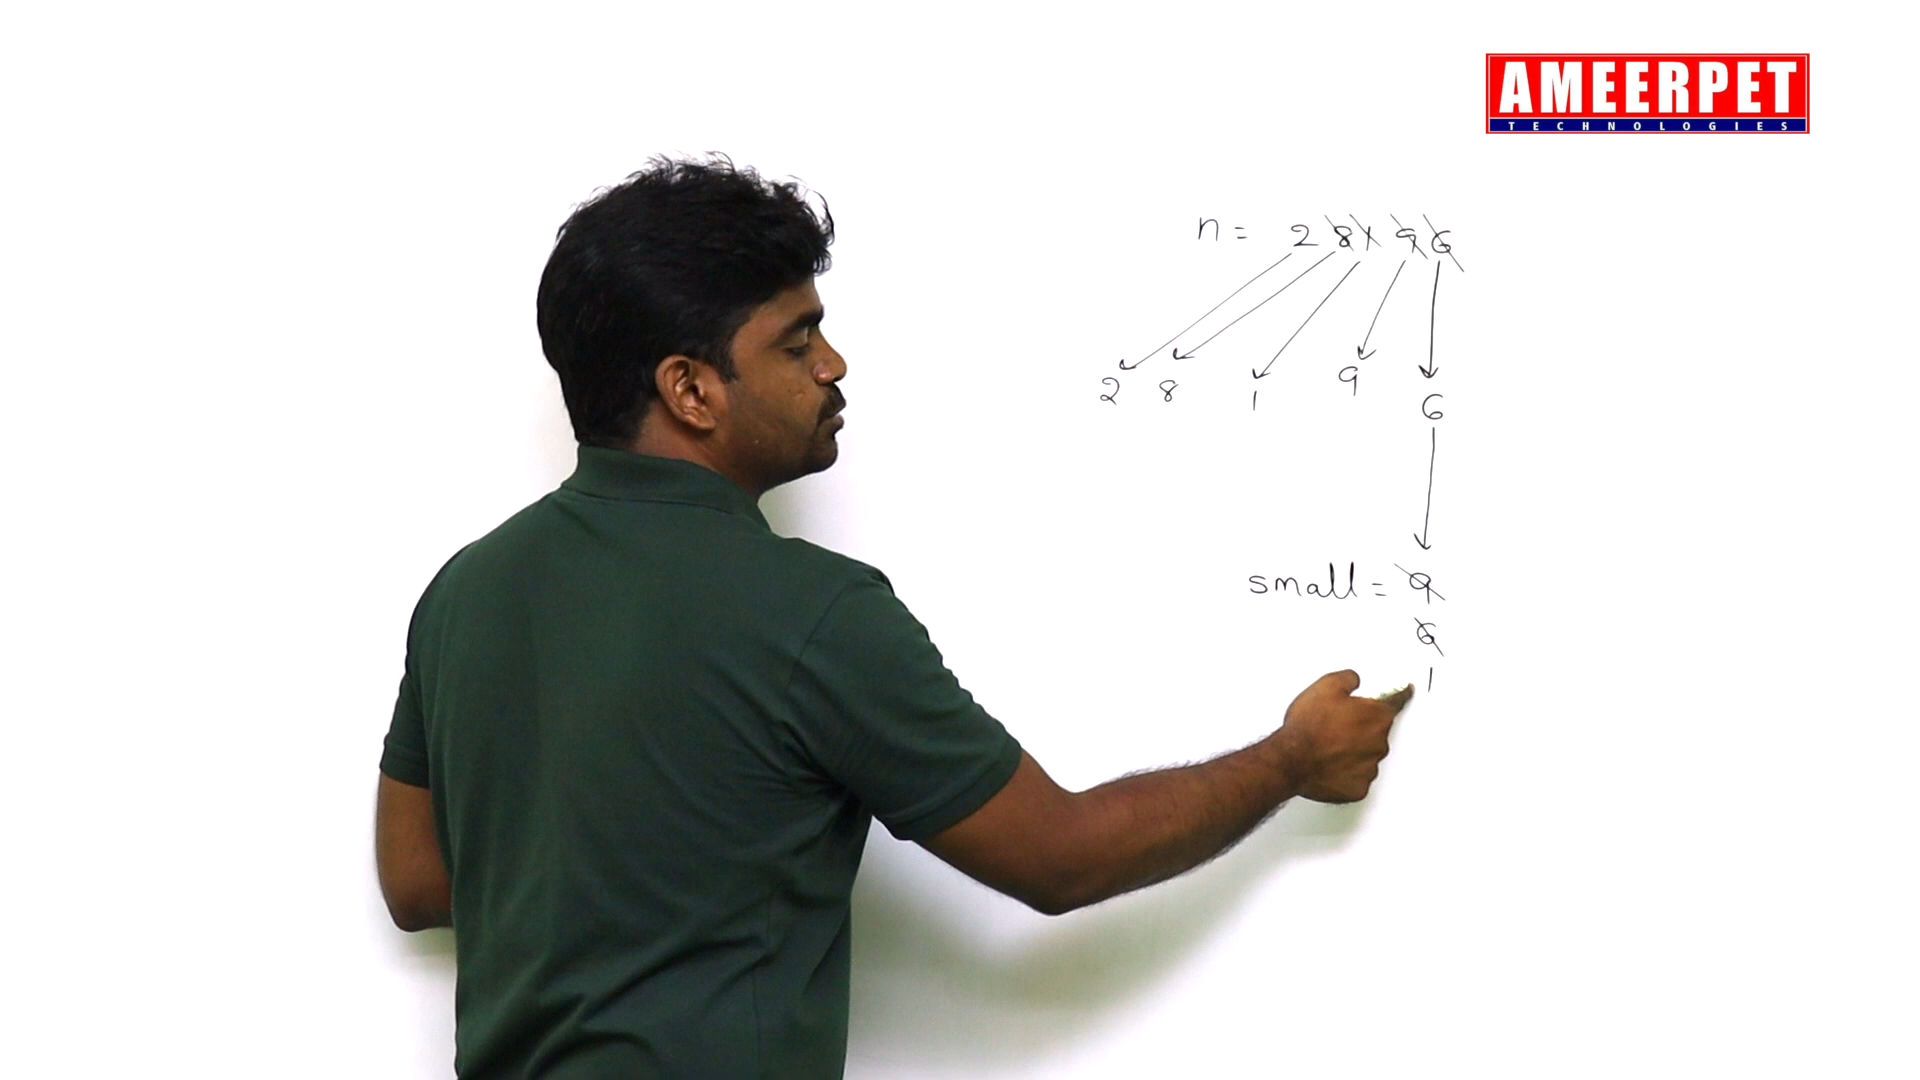 AMEERPET
TECHNOLOGIES
n = 28196
2 8 1 9 6
small = 9
6
1